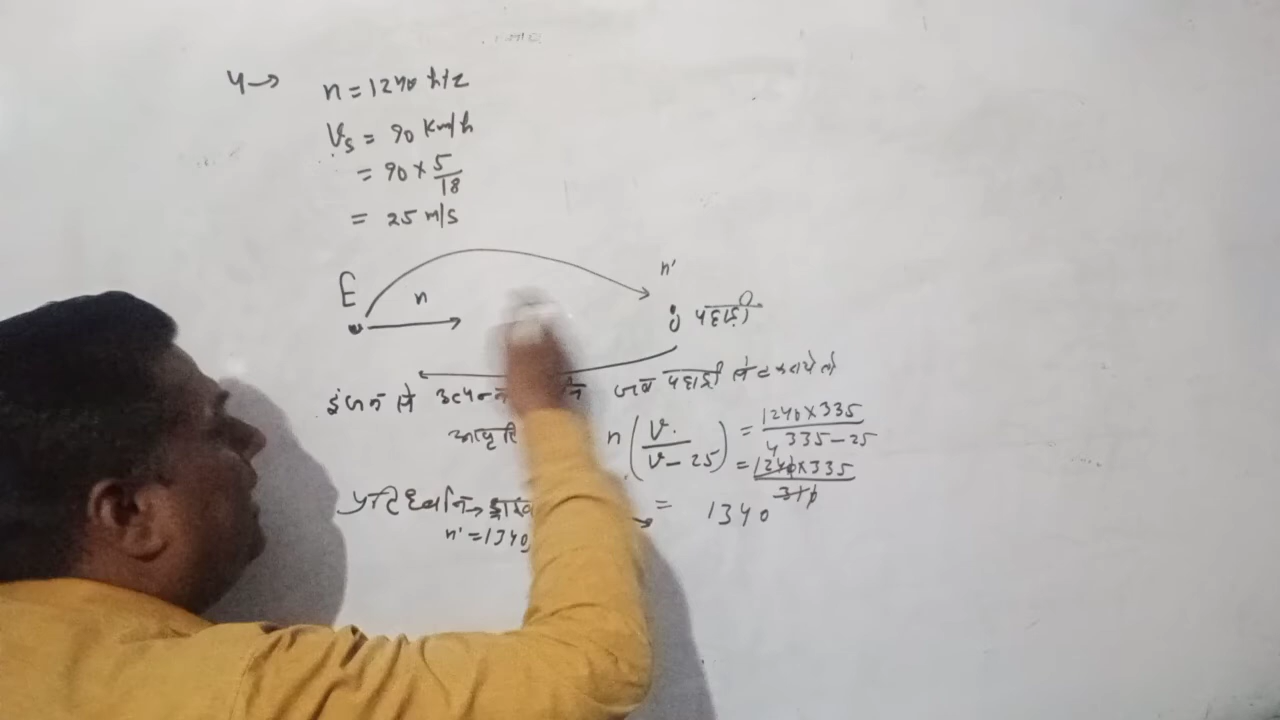 4→ n = 1240 hz
Vs = 90 Km/h
= 90 × 5/18
= 25 m/s
E n n'
पहाड़ी
इंजन से उत्पन्न जब पहाड़ी से टकराये तो
n (V/V - 25) = 1240 × 335/335 - 25
= 1240 × 335/310
4
= 1340
प्रतिध्वनि →
n' = 1340